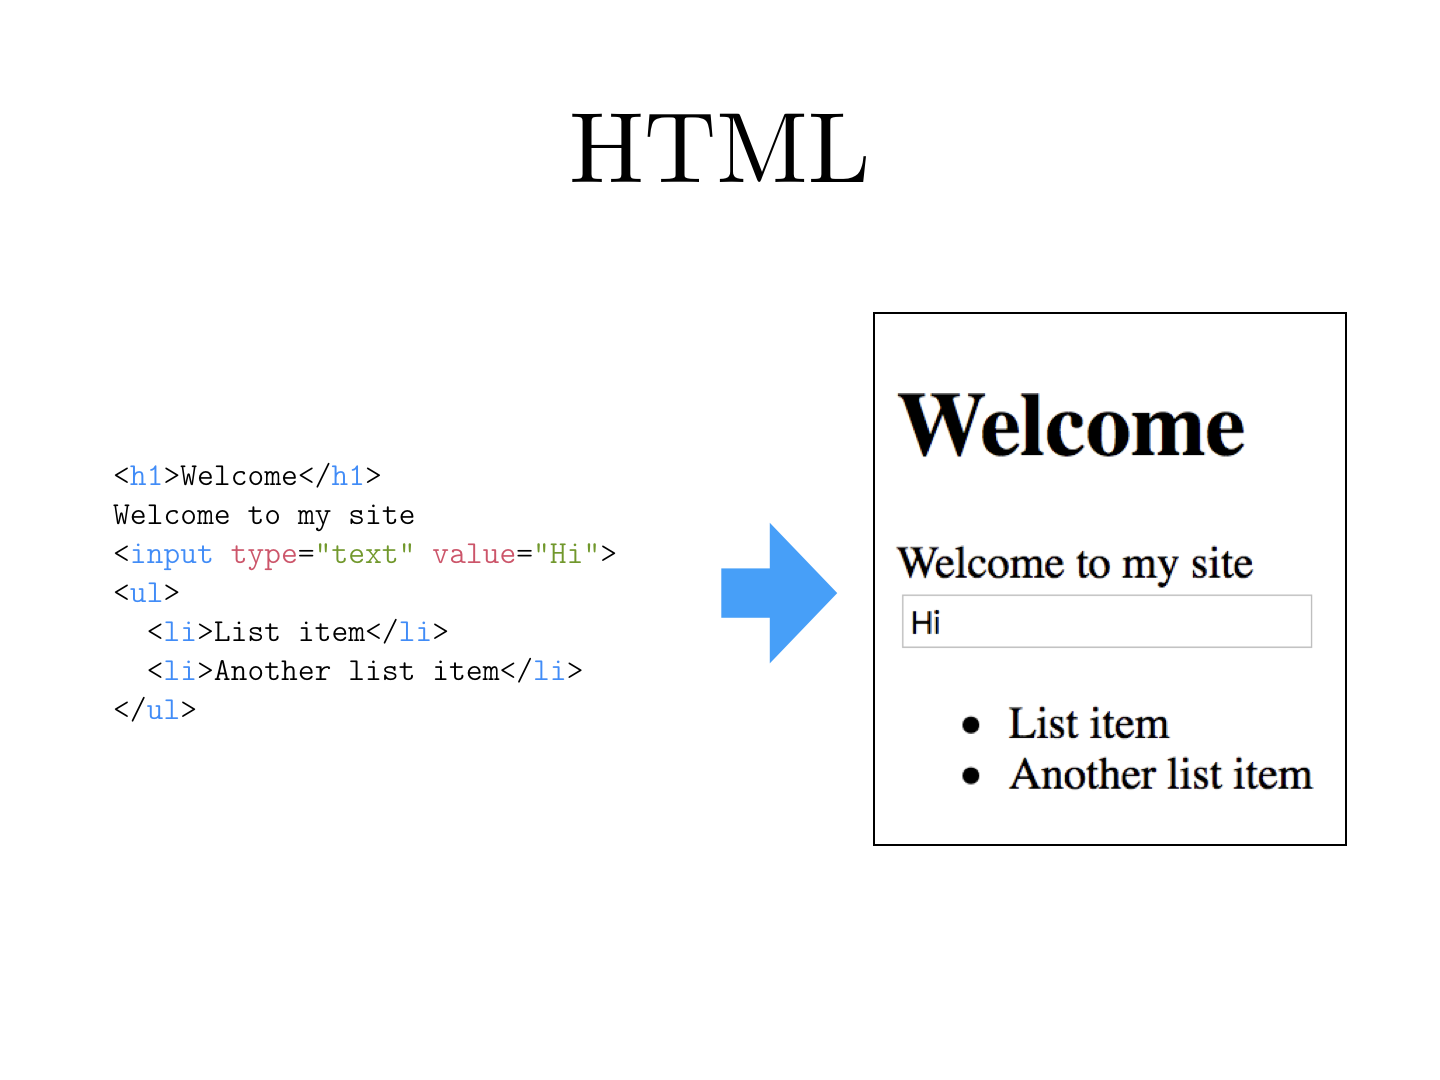 HTML
<h1>Welcome</h1>
Welcome to my site
<input type="text" value="Hi">
<ul>
  <li>List item</li>
  <li>Another list item</li>
</ul>
Welcome
Welcome to my site
Hi
• List item
• Another list item